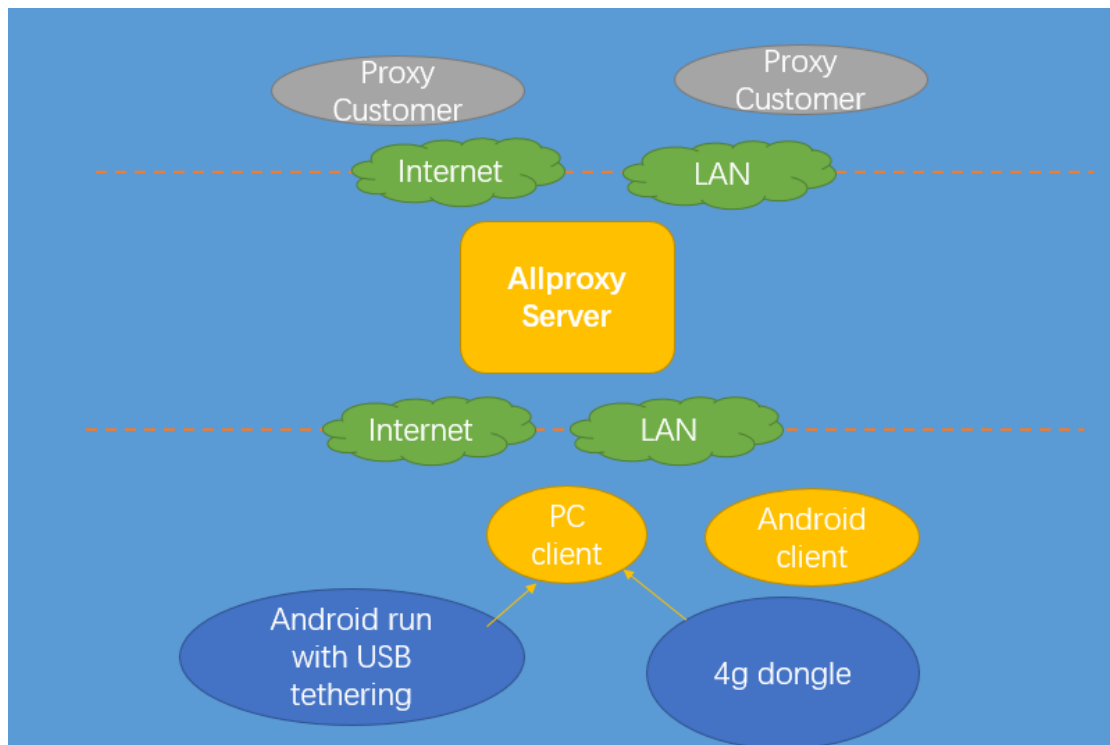 Proxy
Customer
Proxy
Customer
Internet
LAN
Allproxy
Server
Internet
LAN
PC
client
Android
client
Android run
with USB
tethering
4g dongle